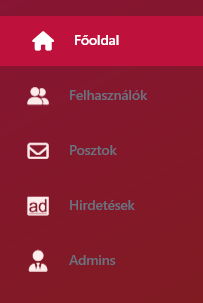 Főoldal
Felhasználók
Posztok
ad Hirdetések
Admins